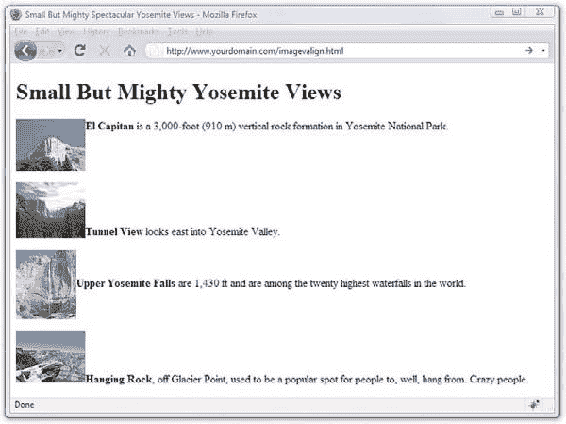 Small But Mighty Spectacular Yosemite Views - Mozilla Firefox
File Edit View History Bookmarks Tools Help
http://www.yourdomain.com/imagevalign.html
Small But Mighty Yosemite Views
El Capitan is a 3,000-foot (910 m) vertical rock formation in Yosemite National Park.
Tunnel View looks east into Yosemite Valley.
Upper Yosemite Falls are 1,430 ft and are among the twenty highest waterfalls in the world.
Hanging Rock, off Glacier Point, used to be a popular spot for people to, well, hang from. Crazy people.
Done